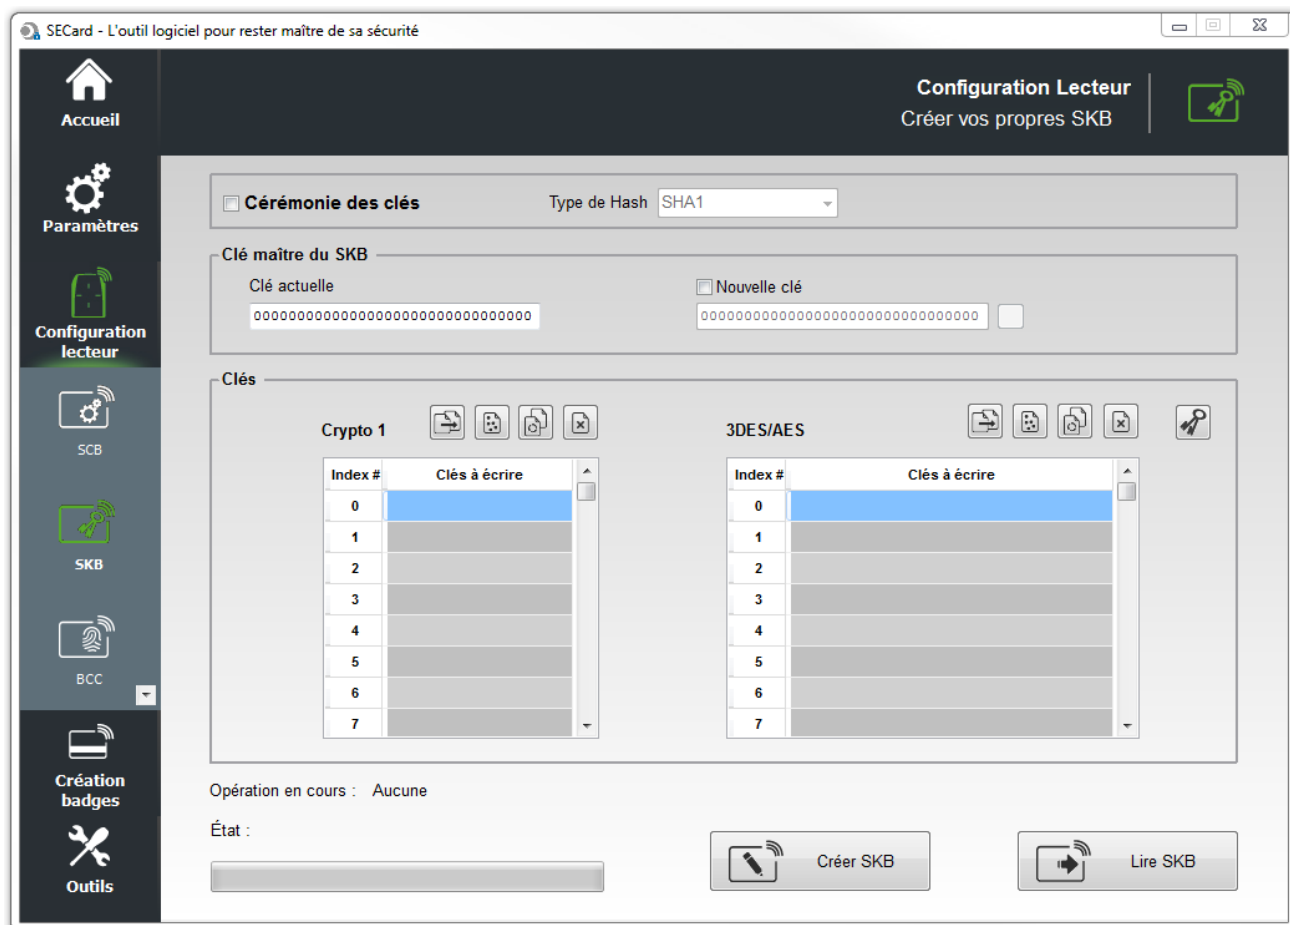 SECard - L'outil logiciel pour rester maître de sa sécurité
Accueil
Paramètres
Configuration
lecteur
SCB
SKB
BCC
Création
badges
Outils
Configuration Lecteur
Créer vos propres SKB
Cérémonie des clés
Type de Hash SHA1
Clé maître du SKB
Clé actuelle
Nouvelle clé
00000000000000000000000000000000
00000000000000000000000000000000
Clés
Crypto 1
3DES/AES
Index # Clés à écrire
0
1
2
3
4
5
6
7
Index # Clés à écrire
0
1
2
3
4
5
6
7
Opération en cours : Aucune
État :
Créer SKB
Lire SKB